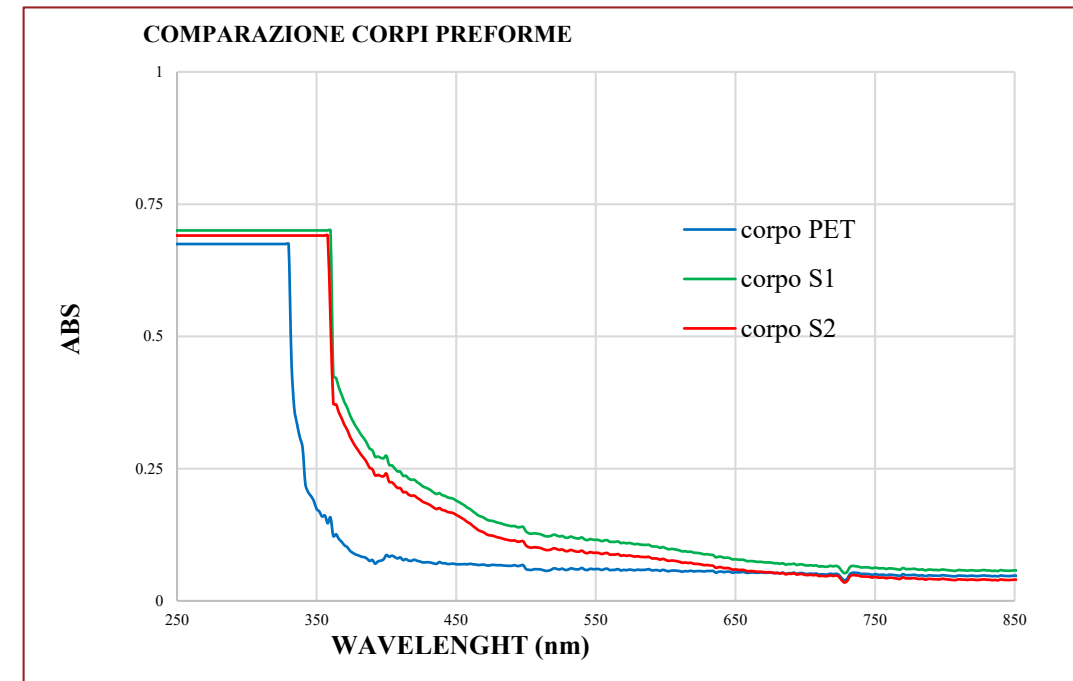 COMPARAZIONE CORPI PREFORME
1
0.75
0.5
0.25
0
ABS
corpo PET
corpo S1
corpo S2
250 350 450 550 650 750 850
WAVELENGHT (nm)